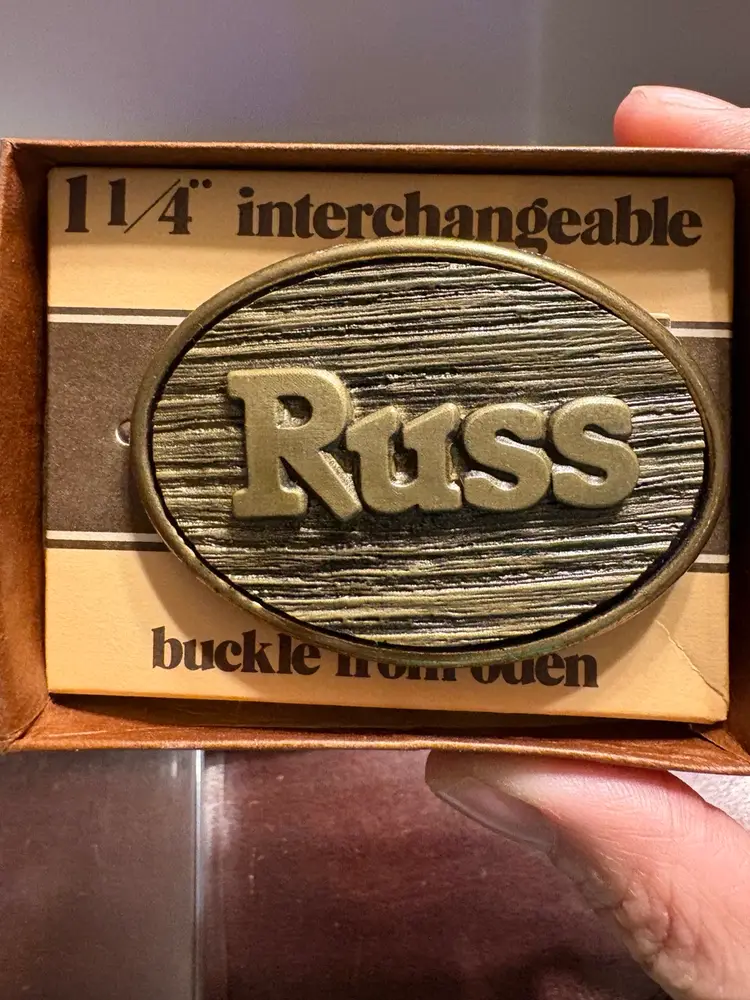 1 1/4" interchangeable
Russ
buckle from oden